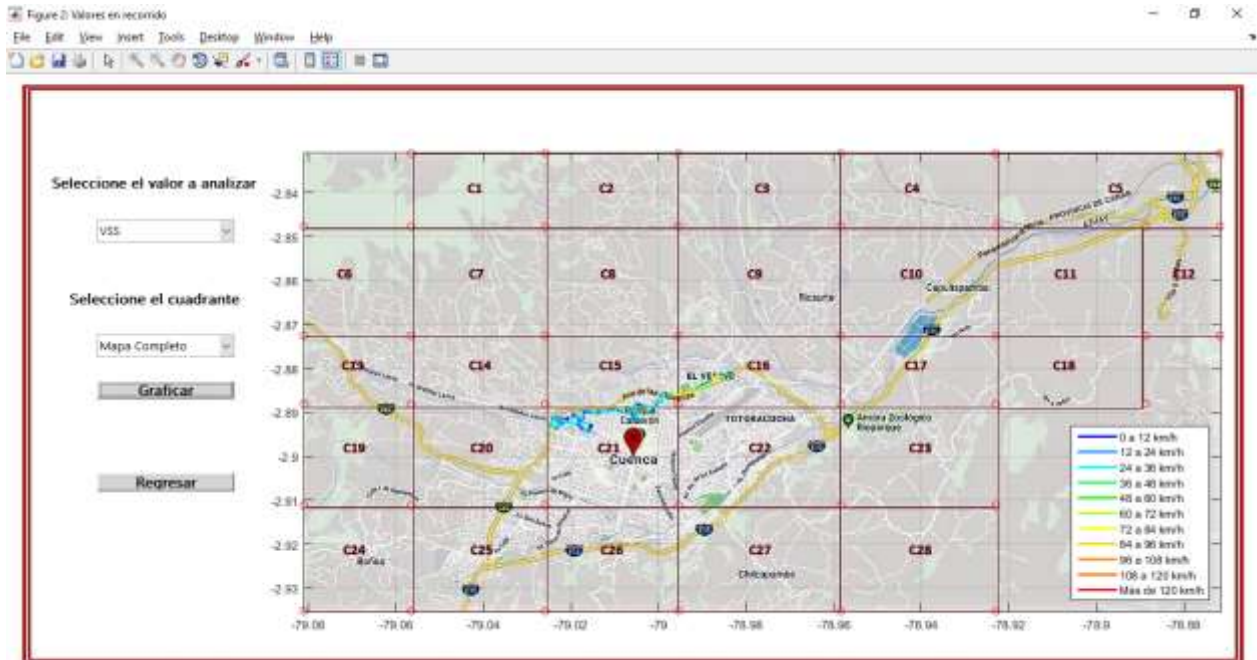 Figure 2: Valores en recorrido
File Edit View Insert Tools Desktop Window Help
Seleccione el valor a analizar
VSS
Seleccione el cuadrante
Mapa Completo
Graficar
Regresar
C1 C2 C3 C4 C5
C6 C7 C8 C9 C10 C11 C12
Ricaurte
C13 C14 C15 C16 C17 C18
TOTORACOCHA
C19 C20 C21 C22 C23
Cuenca
C24 C25 C26 C27 C28
Baños
-2.84
-2.85
-2.86
-2.87
-2.88
-2.89
-2.9
-2.91
-2.92
-2.93
-79.08 -79.06 -79.04 -79.02 -79 -78.98 -78.96 -78.94 -78.92 -78.9 -78.88
0 a 12 km/h
12 a 24 km/h
24 a 36 km/h
36 a 48 km/h
48 a 60 km/h
60 a 72 km/h
72 a 84 km/h
84 a 96 km/h
96 a 108 km/h
108 a 120 km/h
Mas de 120 km/h